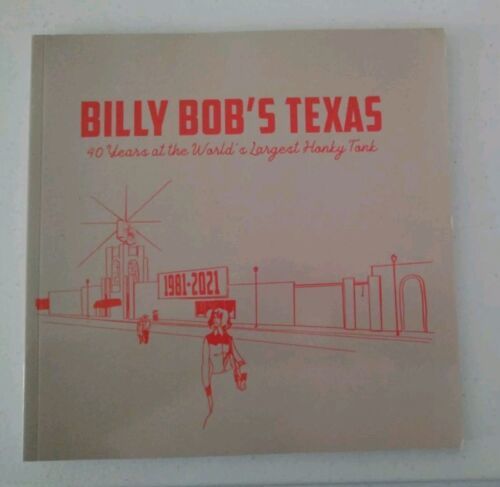 BILLY BOB'S TEXAS
40 Years at the World's Largest Honky Tonk
1981-2021